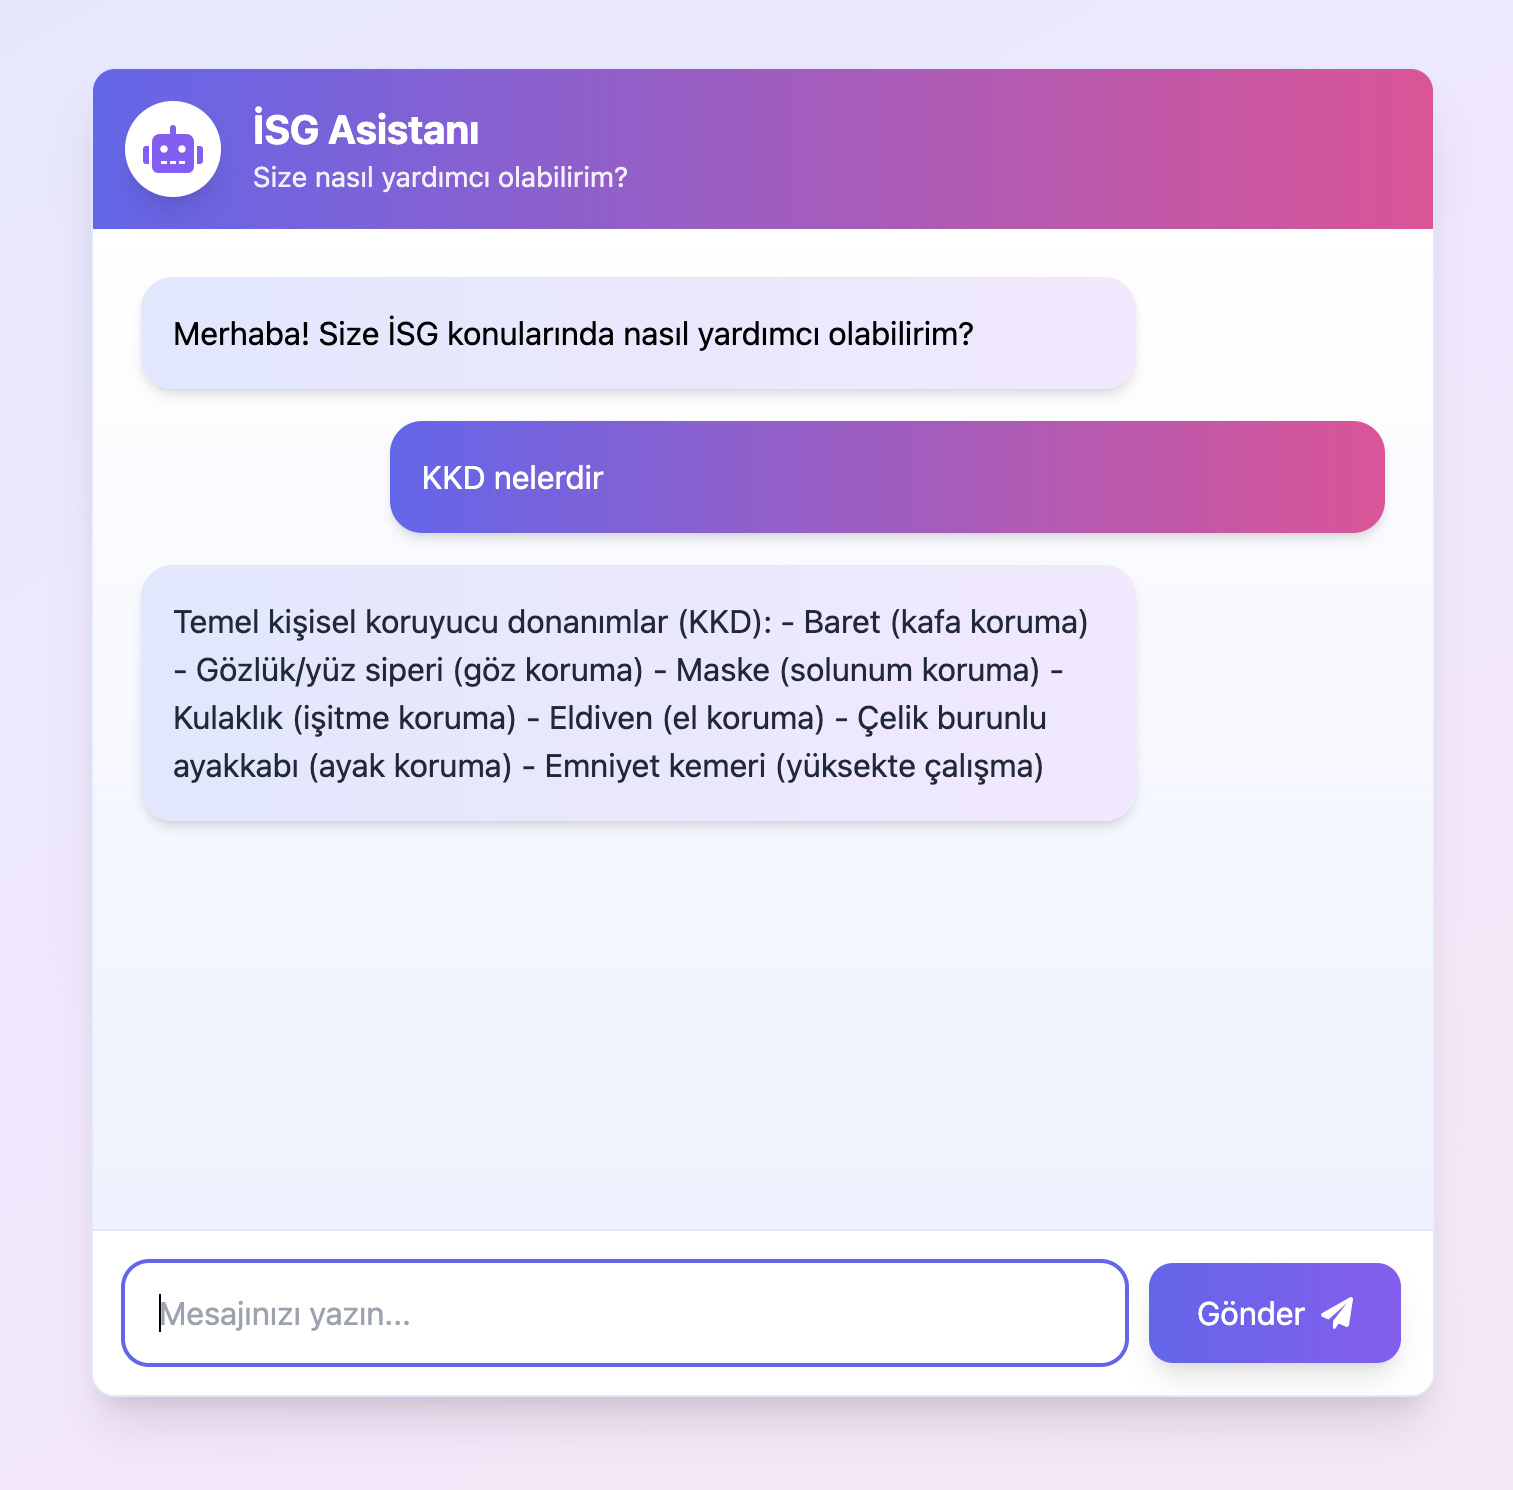 İSG Asistanı
Size nasıl yardımcı olabilirim?
Merhaba! Size İSG konularında nasıl yardımcı olabilirim?
KKD nelerdir
Temel kişisel koruyucu donanımlar (KKD): - Baret (kafa koruma)
- Gözlük/yüz siperi (göz koruma) - Maske (solunum koruma) -
Kulaklık (işitme koruma) - Eldiven (el koruma) - Çelik burunlu
ayakkabı (ayak koruma) - Emniyet kemeri (yüksekte çalışma)
Mesajınızı yazın...
Gönder